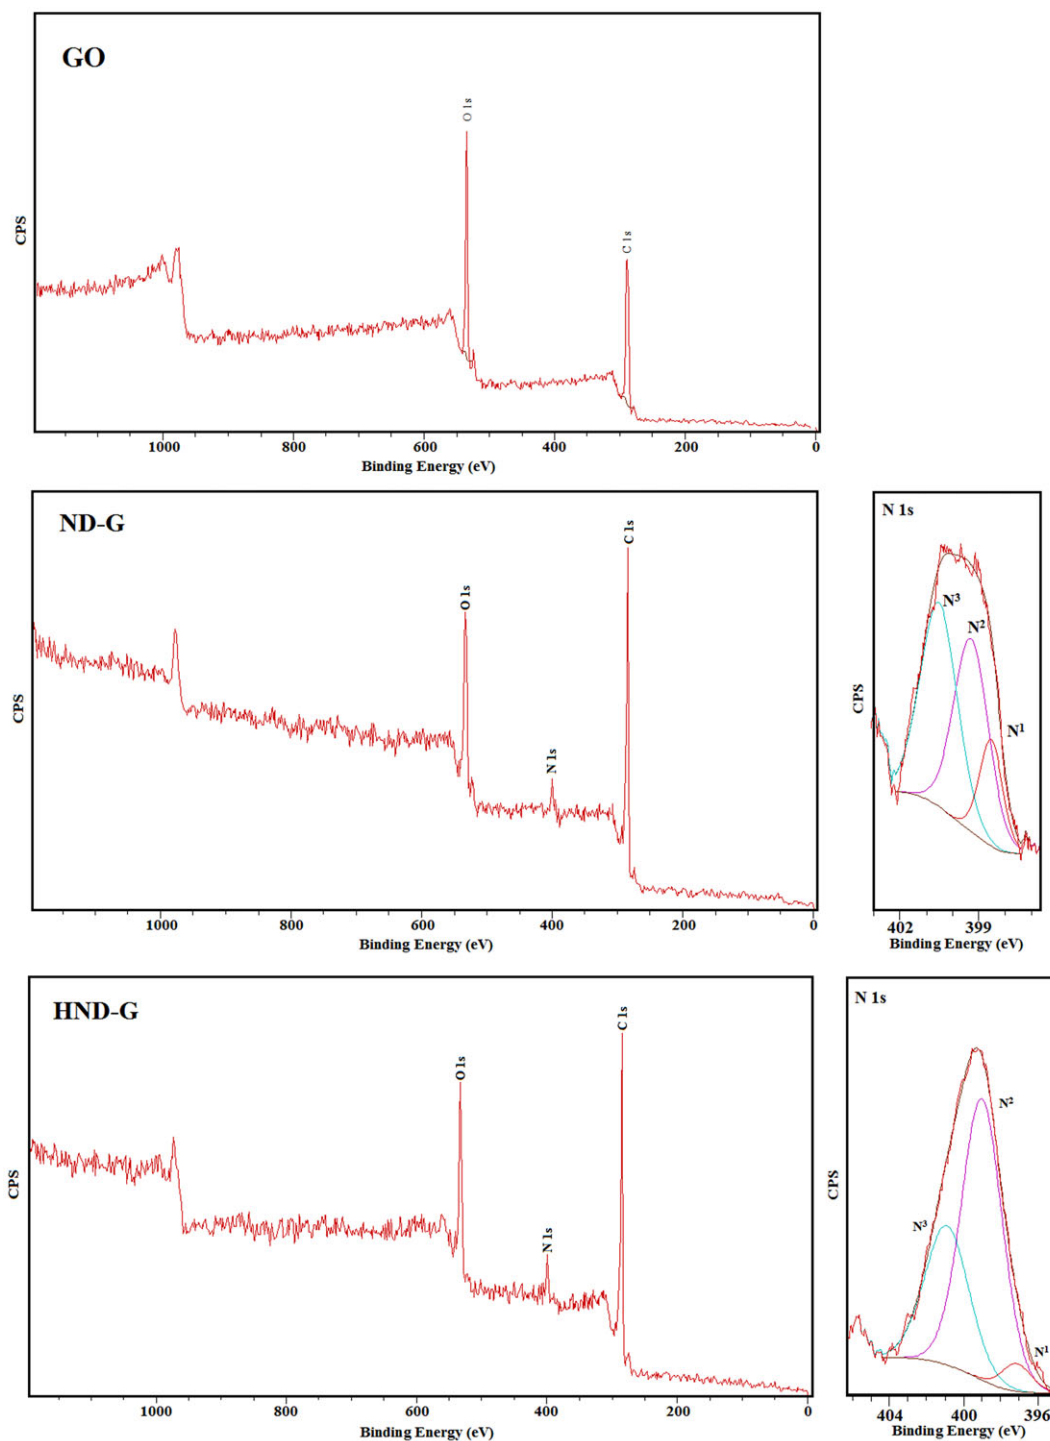 GO
O 1s
C 1s
CPS
1000 800 600 400 200 0
Binding Energy (eV)
ND-G
O 1s
N 1s
C 1s
CPS
1000 800 600 400 200 0
Binding Energy (eV)
N 1s
N³
N²
N¹
CPS
402 399
Binding Energy (eV)
HND-G
O 1s
N 1s
C 1s
CPS
1000 800 600 400 200 0
Binding Energy (eV)
N 1s
N²
N³
N¹
CPS
404 400 396
Binding Energy (eV)